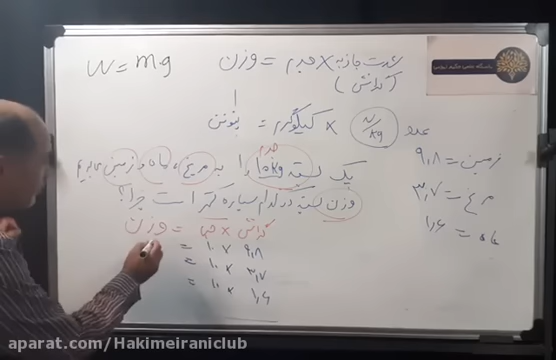 W = mg
وزن = جرم × شدت جاذبه
(گرانش)
نیوتن = کیلوگرم × N/kg
عدد
زمین = ۹٫۸
مریخ = ۳٫۷
ماه = ۱٫۶
جرم
یک بسته 10kg را به مریخ، ماه و زمین می‌بریم
وزن بسته در کدام سیاره کمتر است چرا؟
وزن = جرم × گرانش
= ۱۰ × ۹٫۸
= ۱۰ × ۳٫۷
= ۱۰ × ۱٫۶
aparat.com/Hakimeiraniclub